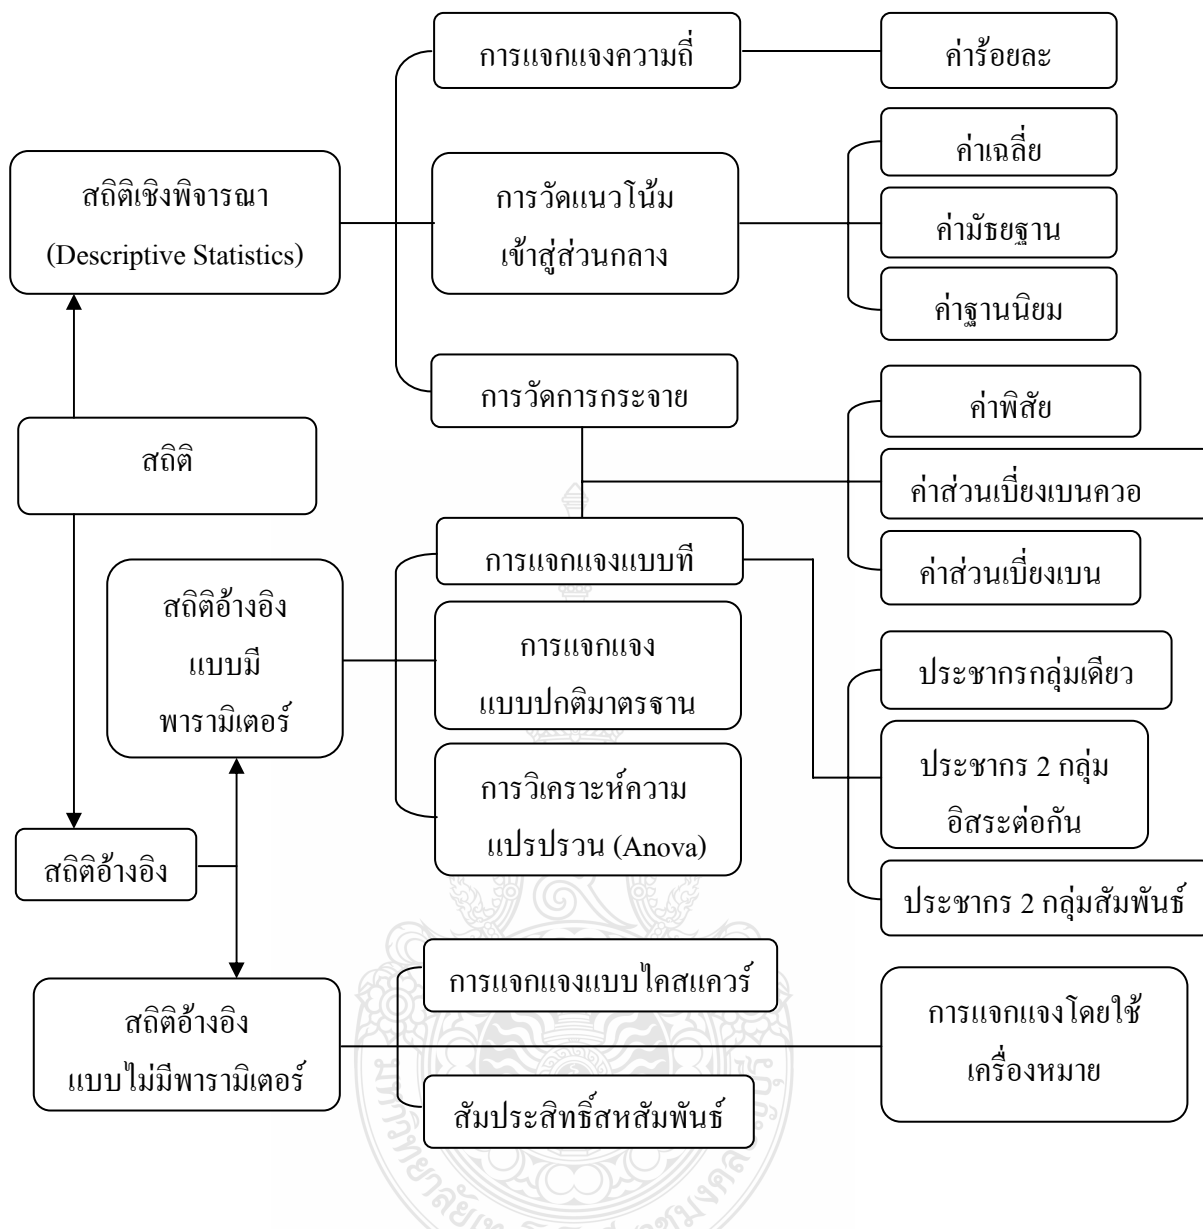 การแจกแจงความถี่
ค่าร้อยละ
สถิติเชิงพิจารณา
(Descriptive Statistics)
การวัดแนวโน้ม
เข้าสู่ส่วนกลาง
ค่าเฉลี่ย
ค่ามัธยฐาน
ค่าฐานนิยม
การวัดการกระจาย
ค่าพิสัย
ค่าส่วนเบี่ยงเบนควอ
ค่าส่วนเบี่ยงเบน
สถิติ
สถิติอ้างอิง
แบบมี
พารามิเตอร์
การแจกแจงแบบที
การแจกแจง
แบบปกติมาตรฐาน
การวิเคราะห์ความ
แปรปรวน (Anova)
ประชากรกลุ่มเดียว
ประชากร 2 กลุ่ม
อิสระต่อกัน
ประชากร 2 กลุ่มสัมพันธ์
สถิติอ้างอิง
สถิติอ้างอิง
แบบไม่มีพารามิเตอร์
การแจกแจงแบบไคสแควร์
สัมประสิทธิ์สหสัมพันธ์
การแจกแจงโดยใช้
เครื่องหมาย